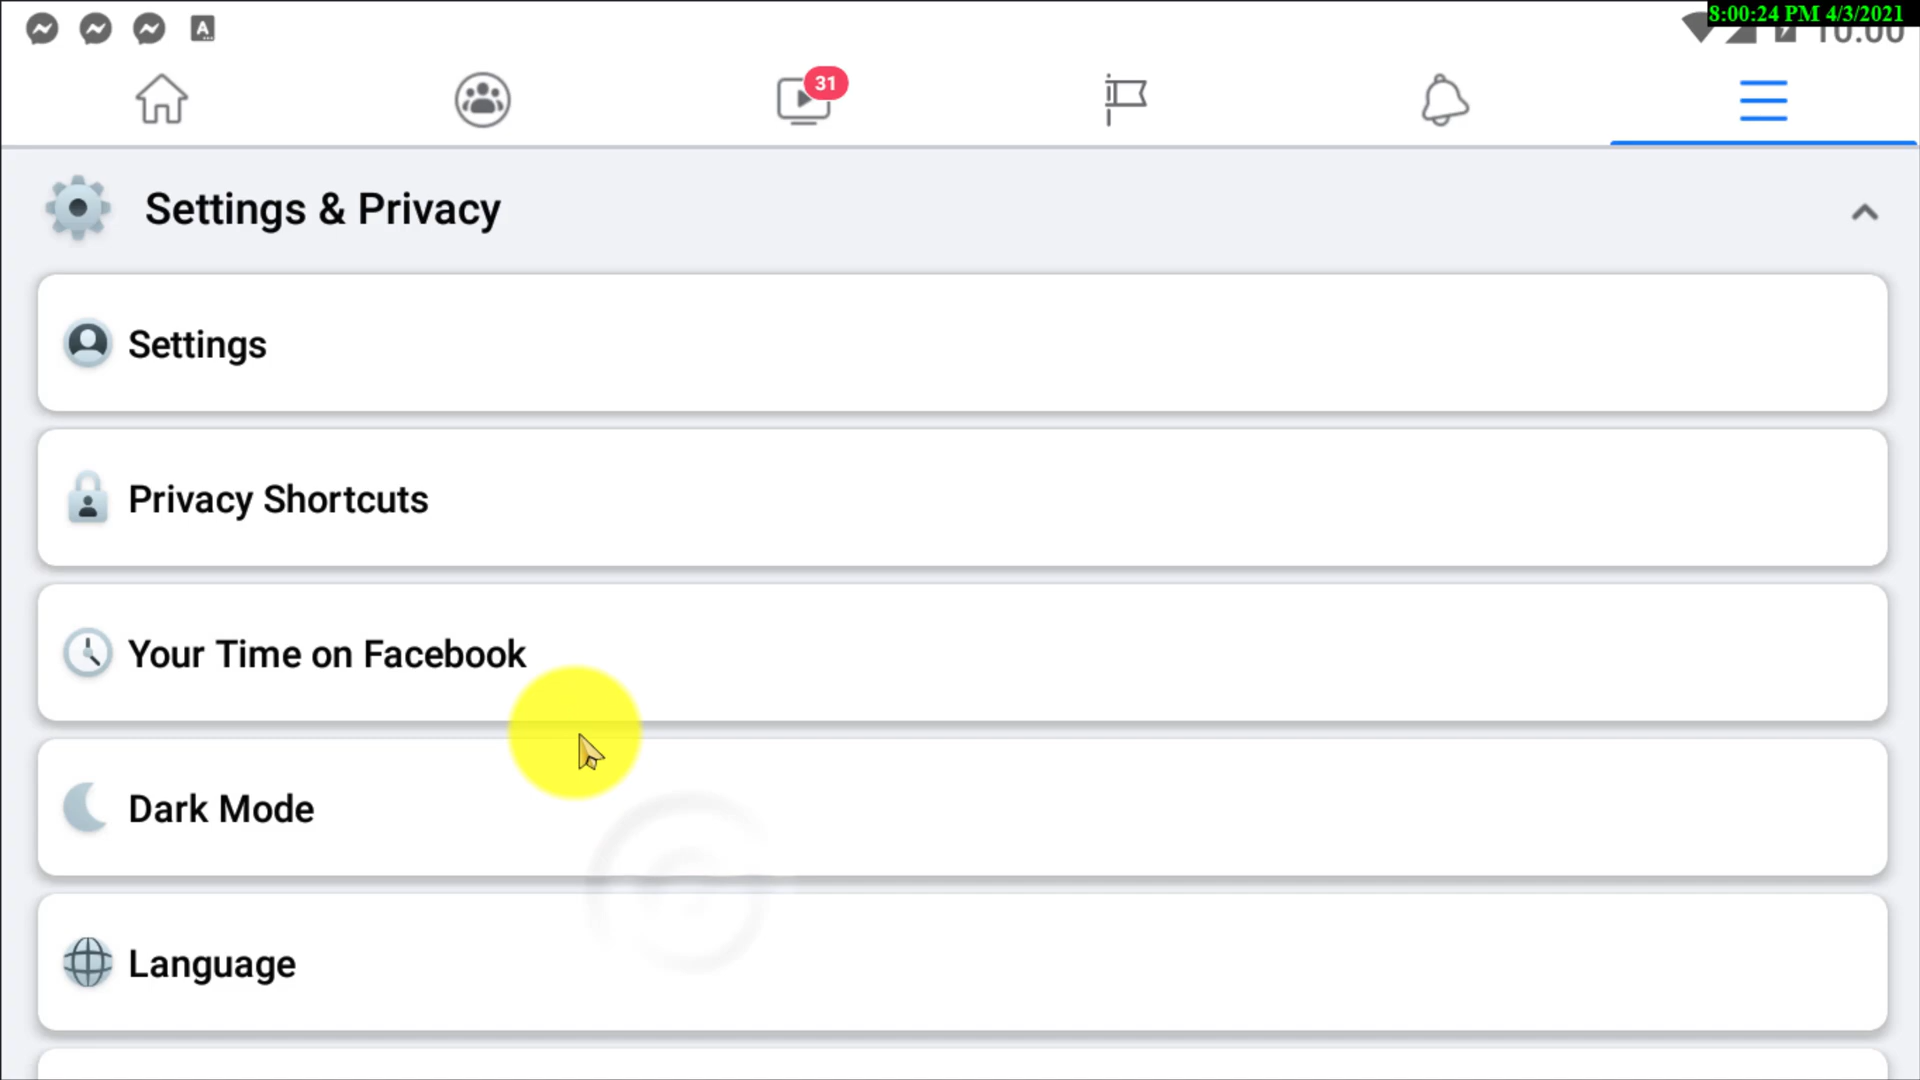 8:00:24 PM 4/3/2021
A
31
Settings & Privacy
Settings
Privacy Shortcuts
Your Time on Facebook
Dark Mode
Language